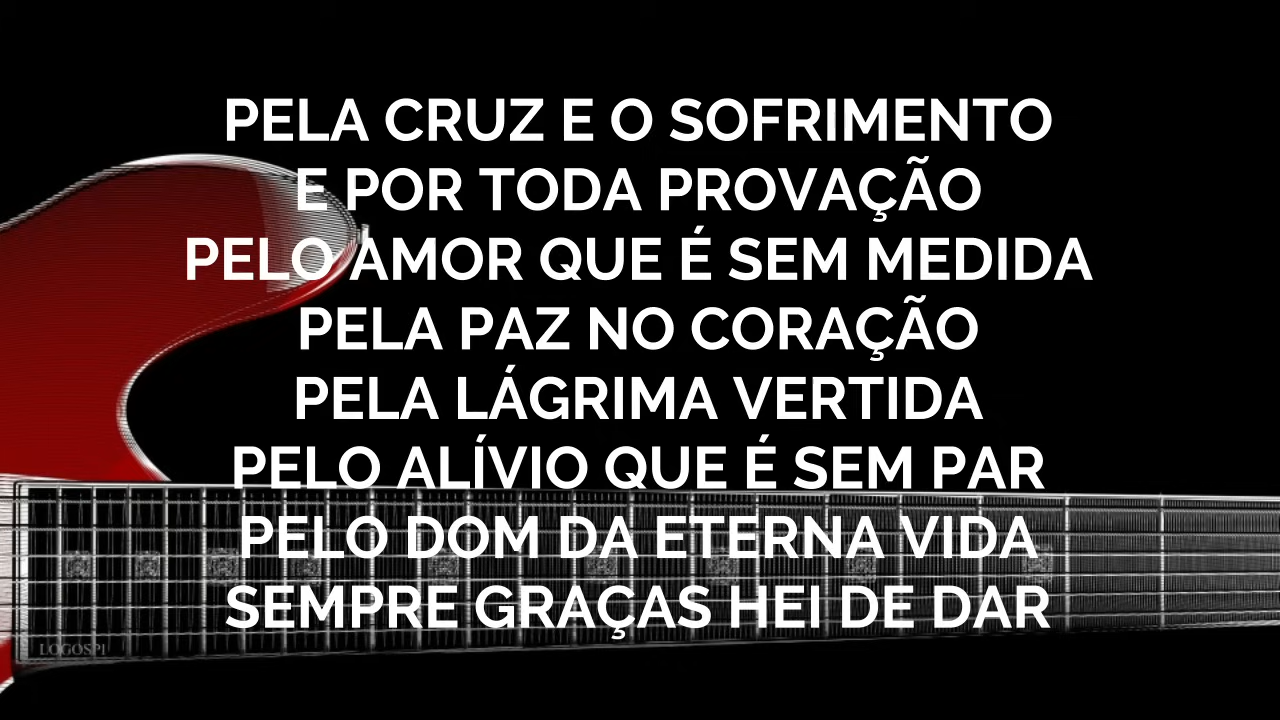 PELA CRUZ E O SOFRIMENTO
E POR TODA PROVAÇÃO
PELO AMOR QUE É SEM MEDIDA
PELA PAZ NO CORAÇÃO
PELA LÁGRIMA VERTIDA
PELO ALÍVIO QUE É SEM PAR
PELO DOM DA ETERNA VIDA
SEMPRE GRAÇAS HEI DE DAR
LOGOSPI